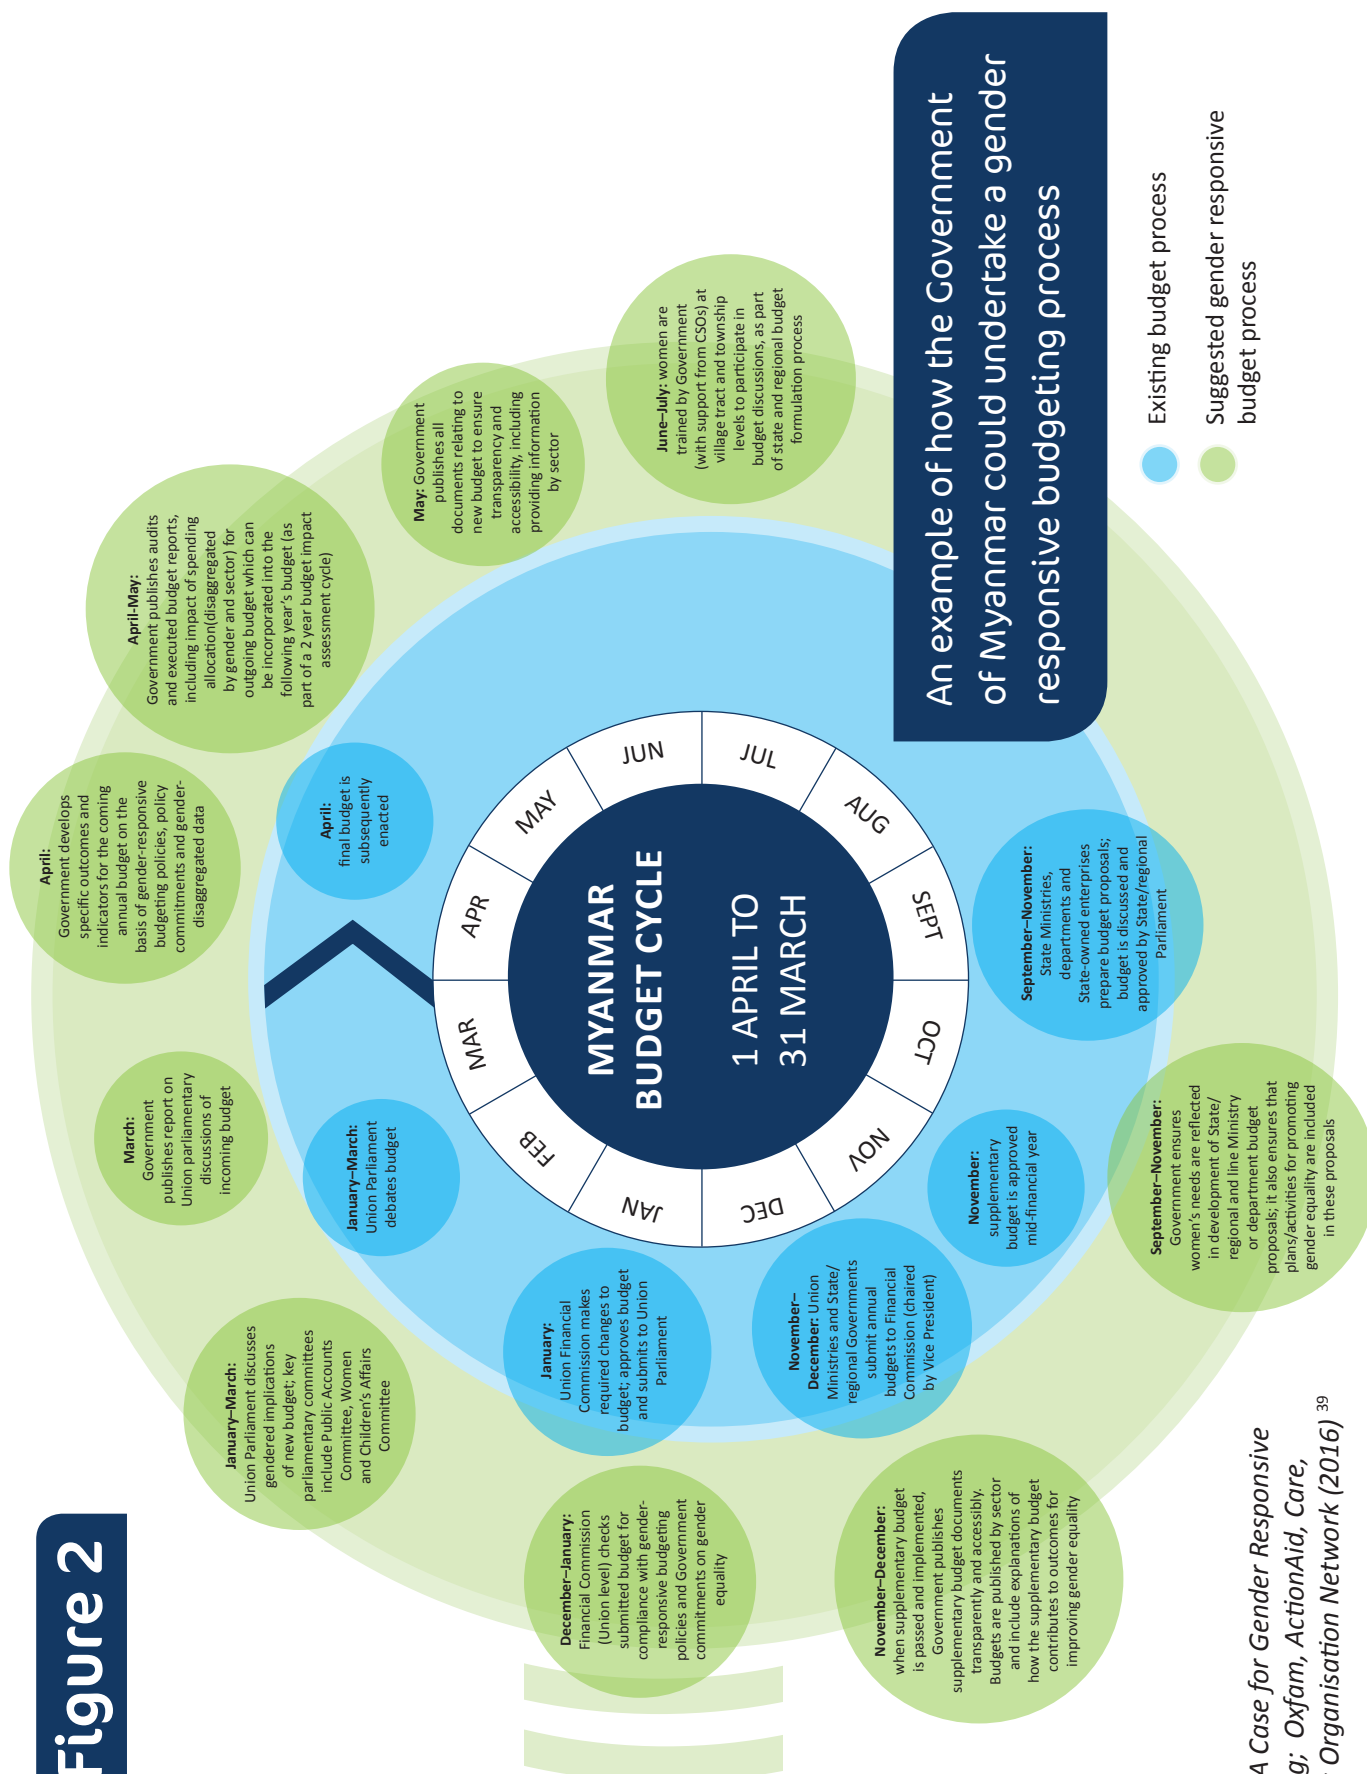 Figure 2
An example of how the Government
of Myanmar could undertake a gender
responsive budgeting process
Existing budget process
Suggested gender responsive
budget process
MYANMAR
BUDGET CYCLE
1 APRIL TO
31 MARCH
APR
MAY
JUN
JUL
AUG
SEPT
OCT
NOV
DEC
JAN
FEB
MAR
April:
final budget is
subsequently
enacted
September–November:
State Ministries,
departments and
State-owned enterprises
prepare budget proposals;
budget is discussed and
approved by State/regional
Parliament
November:
supplementary
budget is approved
mid-financial year
November–
December: Union
Ministries and State/
regional Governments
submit annual
budgets to Financial
Commission (chaired
by Vice President)
January:
Union Financial
Commission makes
required changes to
budget; approves budget
and submits to Union
Parliament
January–March:
Union Parliament
debates budget
April:
Government develops
specific outcomes and
indicators for the coming
annual budget on the
basis of gender-responsive
budgeting policies, policy
commitments and gender-
disaggregated data
April-May:
Government publishes audits
and executed budget reports,
including impact of spending
allocation(disaggregated
by gender and sector) for
outgoing budget which can
be incorporated into the
following year's budget (as
part of a 2 year budget impact
assessment cycle)
May: Government
publishes all
documents relating to
new budget to ensure
transparency and
accessibility, including
providing information
by sector
June–July: women are
trained by Government
(with support from CSOs) at
village tract and township
levels to participate in
budget discussions, as part
of state and regional budget
formulation process
September–November:
Government ensures
women's needs are reflected
in development of State/
regional and line Ministry
or department budget
proposals; it also ensures that
plans/activities for promoting
gender equality are included
in these proposals
November–December:
when supplementary budget
is passed and implemented,
Government publishes
supplementary budget documents
transparently and accessibly.
Budgets are published by sector
and include explanations of
how the supplementary budget
contributes to outcomes for
improving gender equality
December–January:
Financial Commission
(Union level) checks
submitted budget for
compliance with gender-
responsive budgeting
policies and Government
commitments on gender
equality
January–March:
Union Parliament discusses
gendered implications
of new budget; key
parliamentary committees
include Public Accounts
Committee, Women
and Children's Affairs
Committee
March:
Government
publishes report on
Union parliamentary
discussions of
incoming budget
A Case for Gender Responsive
g; Oxfam, ActionAid, Care,
Organisation Network (2016) 39